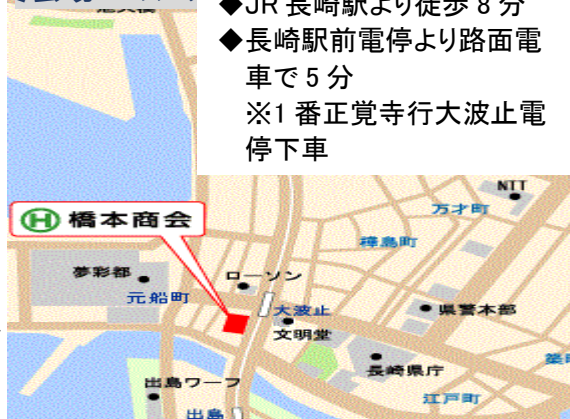 ◆JR 長崎駅より徒歩 8 分
◆長崎駅前電停より路面電
車で 5 分
※1 番正覚寺行大波止電
停下車
NTT
万才町
Ⓗ 橋本商会
樺島町
夢彩都
ローソン
元船町
大波止
県警本部
文明堂
長崎県庁
出島ワーフ
江戸町
出島